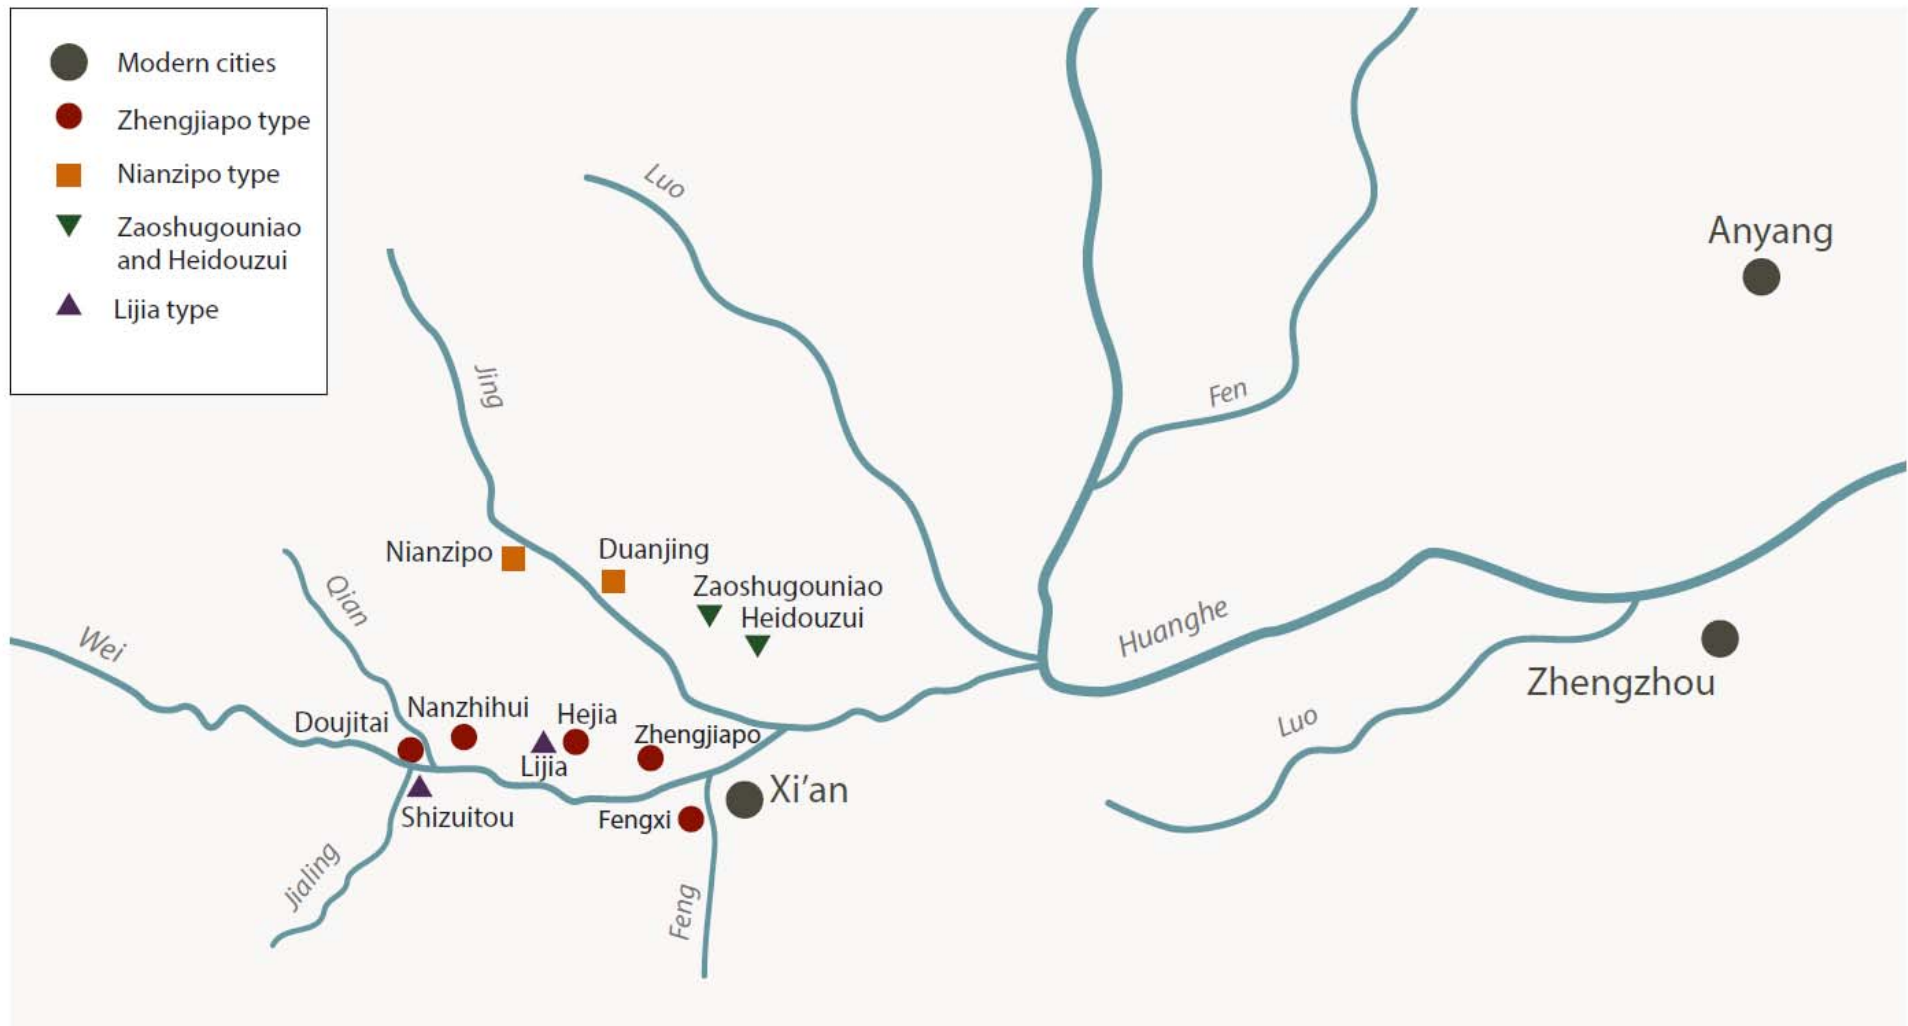 Modern cities
Zhengjiapo type
Nianzipo type
Zaoshugouniao
and Heidouzui
Lijia type
Luo
Anyang
Jing
Fen
Nianzipo
Duanjing
Zaoshugouniao
Heidouzui
Qian
Wei
Huanghe
Zhengzhou
Nanzhihui
Doujitai
Hejia
Zhengjiapo
Luo
Lijia
Xi'an
Shizuitou
Fengxi
Jialing
Feng